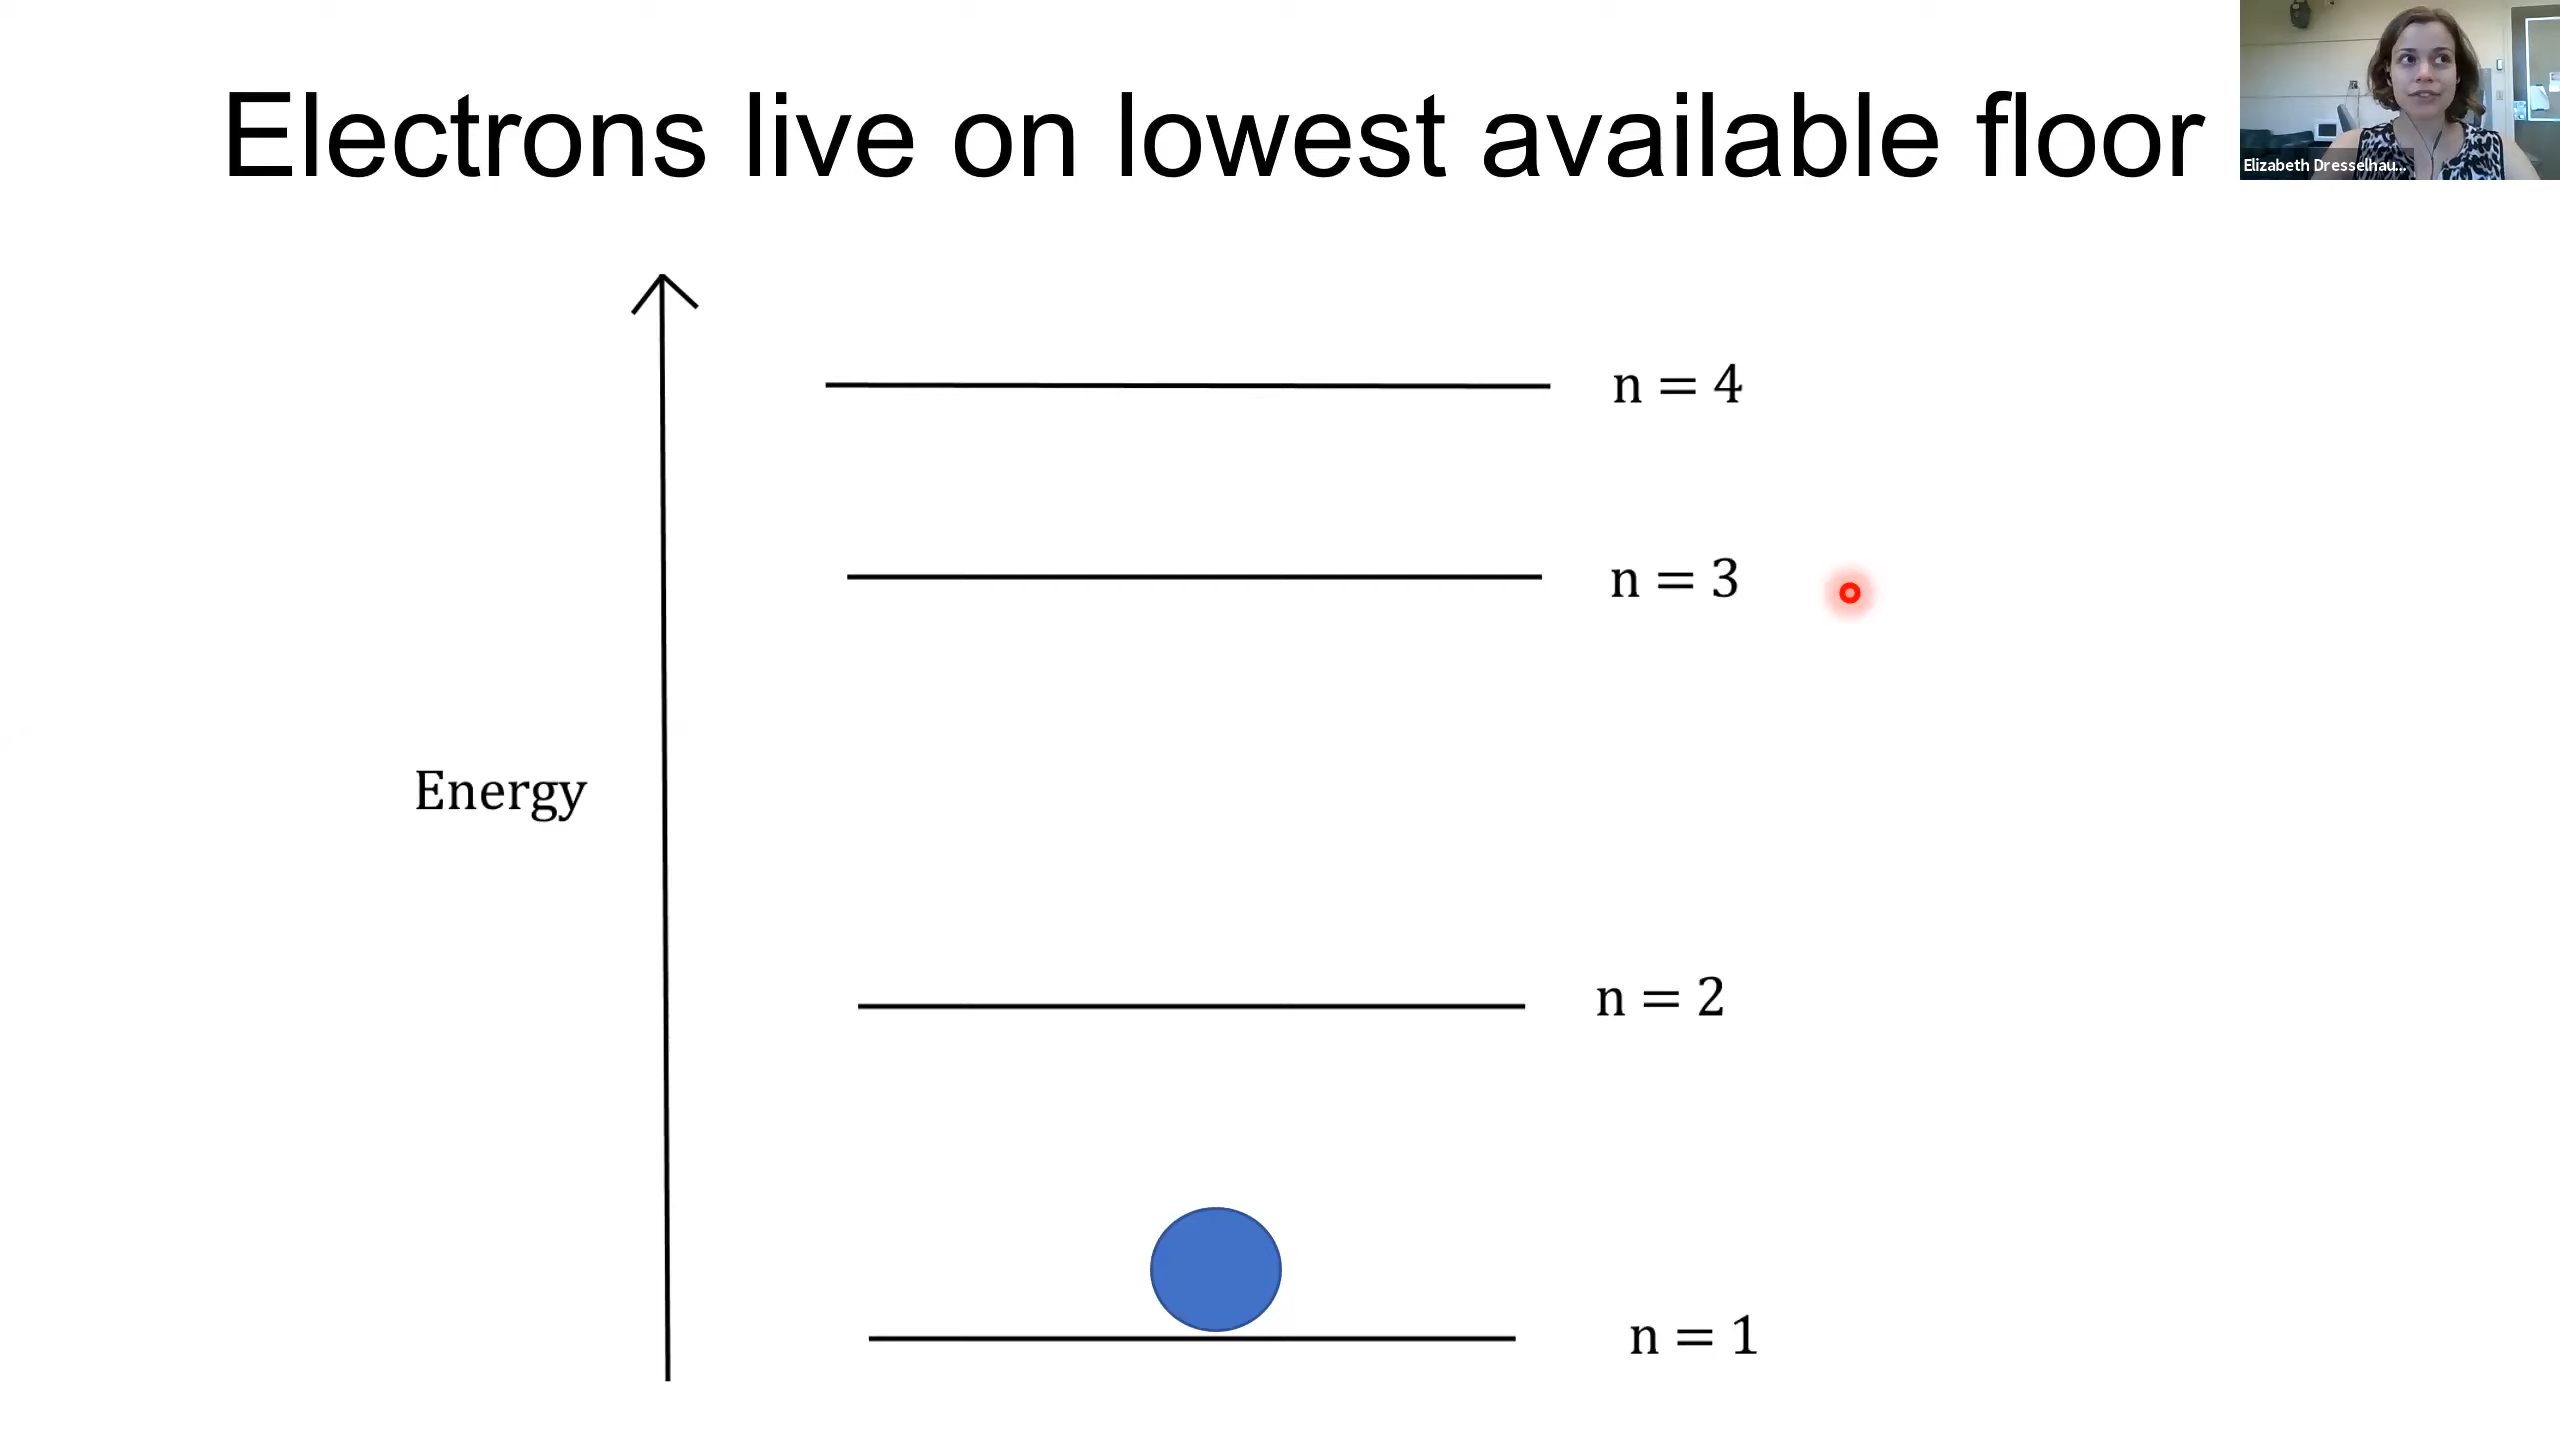 Electrons live on lowest available floor
Elizabeth Dresselhau...
n = 4
n = 3
Energy
n = 2
n = 1